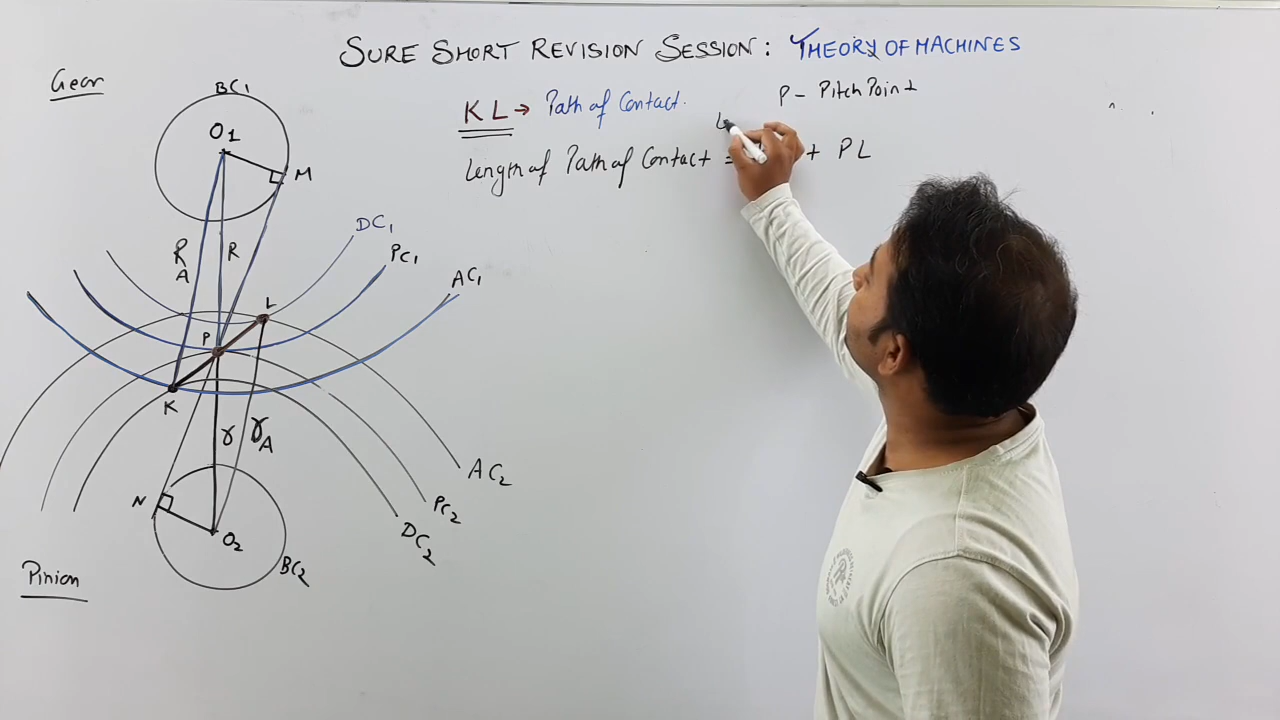 SURE SHORT REVISION SESSION: THEORY OF MACHINES
Gear
BC1
O1
M
KL → Path of Contact.
P - Pitch Point
Length of Path of Contact = + PL
DC1
PC1
AC1
RA
R
L
P
K
r
rA
N
O2
AC2
PC2
DC2
BC2
Pinion